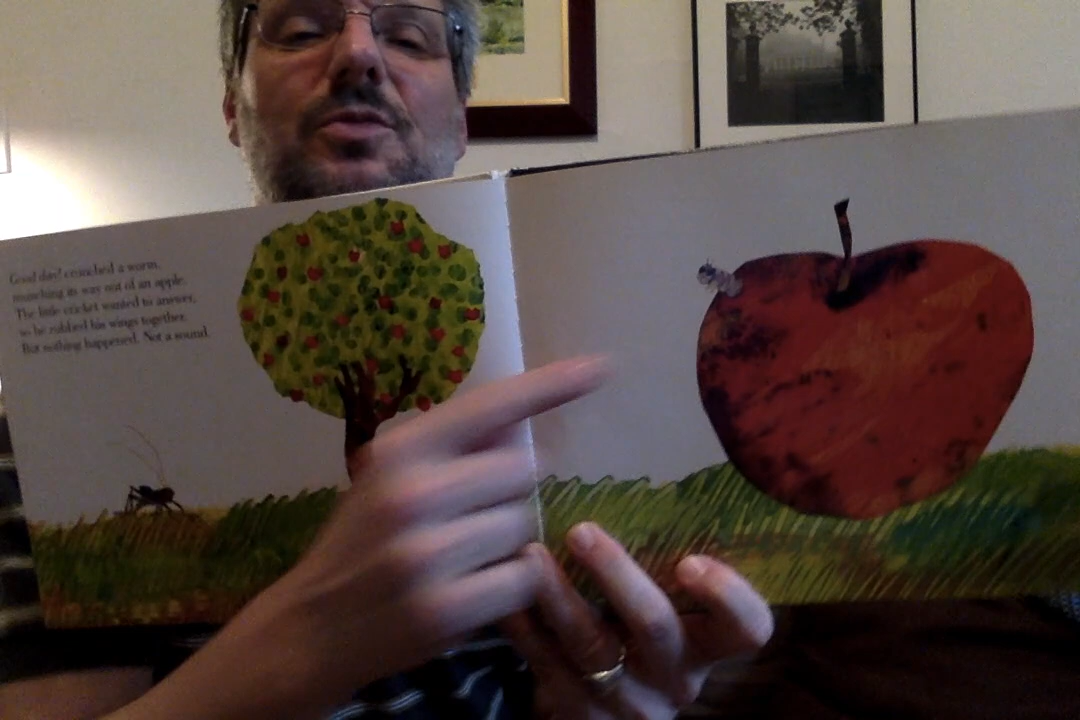 Good day! crunched a worm,
munching its way out of an apple.
The little cricket wanted to answer,
so he rubbed his wings together.
But nothing happened. Not a sound.